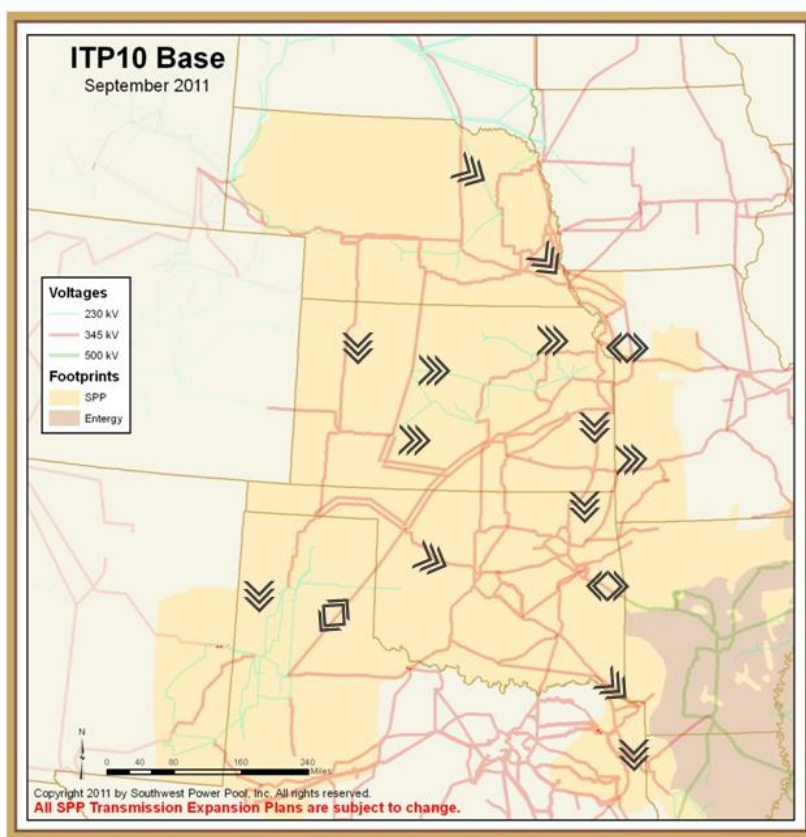 ITP10 Base
September 2011
Voltages
230 kV
345 kV
500 kV
Footprints
SPP
Entergy
N
0 40 80 160 240
Miles
Copyright 2011 by Southwest Power Pool, Inc. All rights reserved.
All SPP Transmission Expansion Plans are subject to change.